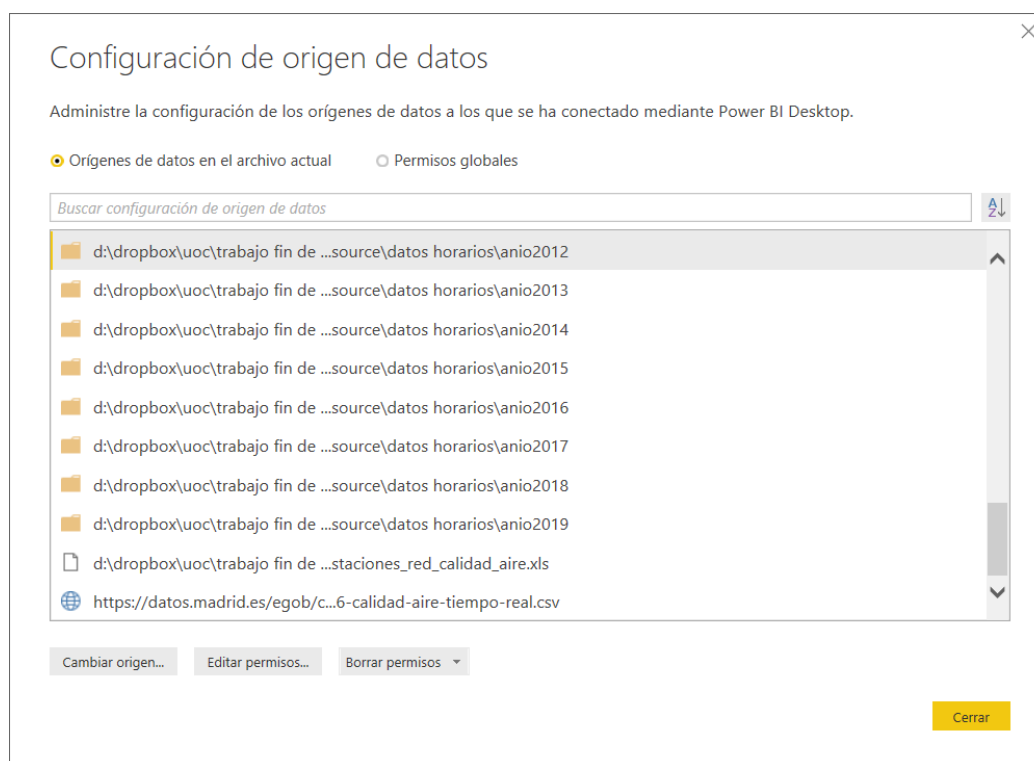 Configuración de origen de datos
Administre la configuración de los orígenes de datos a los que se ha conectado mediante Power BI Desktop.
Orígenes de datos en el archivo actual Permisos globales
Buscar configuración de origen de datos
A
Z
d:\dropbox\uoc\trabajo fin de ...source\datos horarios\anio2012
d:\dropbox\uoc\trabajo fin de ...source\datos horarios\anio2013
d:\dropbox\uoc\trabajo fin de ...source\datos horarios\anio2014
d:\dropbox\uoc\trabajo fin de ...source\datos horarios\anio2015
d:\dropbox\uoc\trabajo fin de ...source\datos horarios\anio2016
d:\dropbox\uoc\trabajo fin de ...source\datos horarios\anio2017
d:\dropbox\uoc\trabajo fin de ...source\datos horarios\anio2018
d:\dropbox\uoc\trabajo fin de ...source\datos horarios\anio2019
d:\dropbox\uoc\trabajo fin de ...staciones_red_calidad_aire.xls
https://datos.madrid.es/egob/c...6-calidad-aire-tiempo-real.csv
Cambiar origen... Editar permisos... Borrar permisos
Cerrar